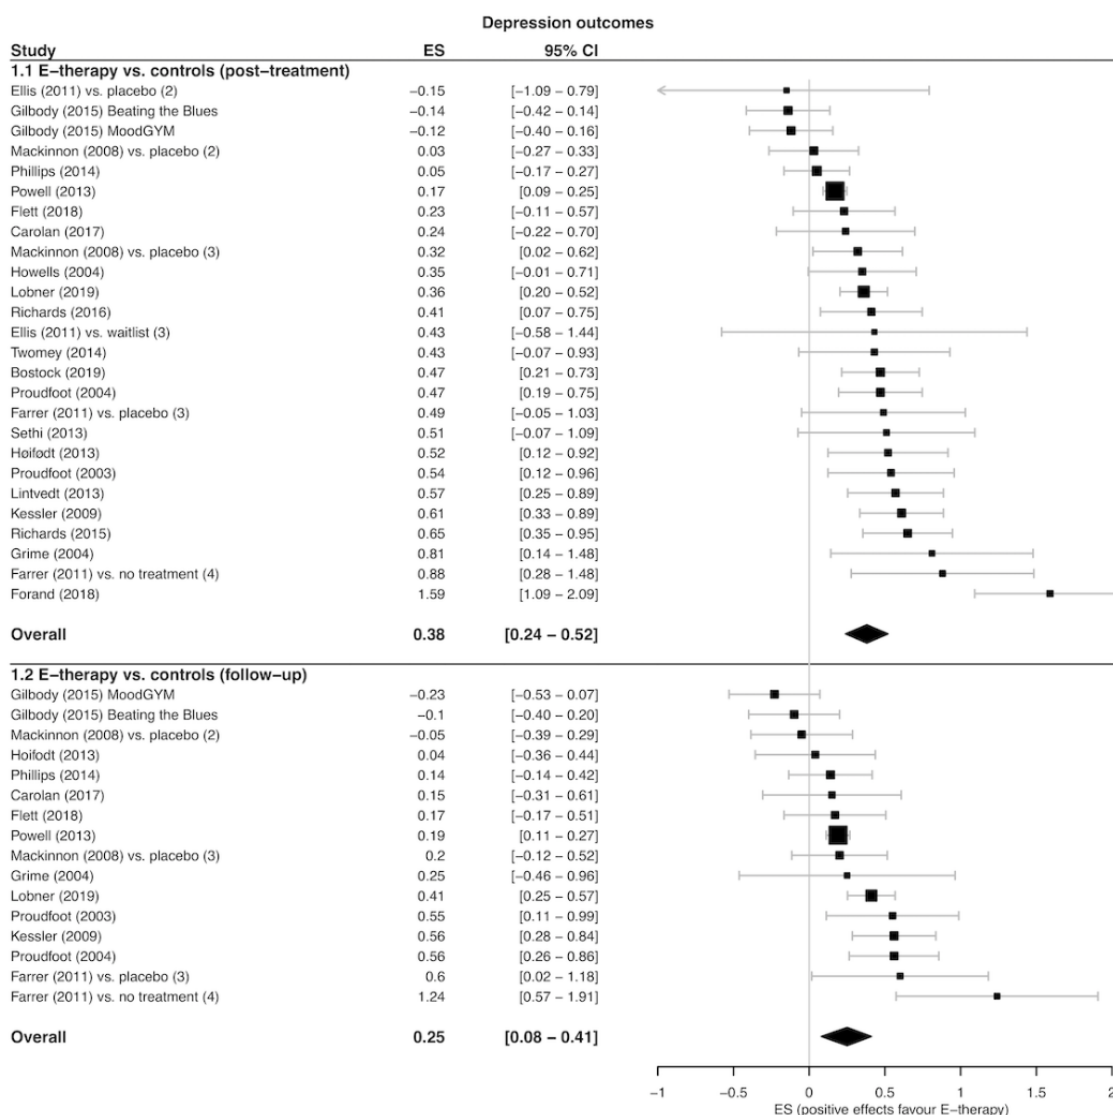 Depression outcomes
Study ES 95% CI
1.1 E−therapy vs. controls (post−treatment)
Ellis (2011) vs. placebo (2) −0.15 [−1.09 − 0.79]
Gilbody (2015) Beating the Blues −0.14 [−0.42 − 0.14]
Gilbody (2015) MoodGYM −0.12 [−0.40 − 0.16]
Mackinnon (2008) vs. placebo (2) 0.03 [−0.27 − 0.33]
Phillips (2014) 0.05 [−0.17 − 0.27]
Powell (2013) 0.17 [0.09 − 0.25]
Flett (2018) 0.23 [−0.11 − 0.57]
Carolan (2017) 0.24 [−0.22 − 0.70]
Mackinnon (2008) vs. placebo (3) 0.32 [0.02 − 0.62]
Howells (2004) 0.35 [−0.01 − 0.71]
Lobner (2019) 0.36 [0.20 − 0.52]
Richards (2016) 0.41 [0.07 − 0.75]
Ellis (2011) vs. waitlist (3) 0.43 [−0.58 − 1.44]
Twomey (2014) 0.43 [−0.07 − 0.93]
Bostock (2019) 0.47 [0.21 − 0.73]
Proudfoot (2004) 0.47 [0.19 − 0.75]
Farrer (2011) vs. placebo (3) 0.49 [−0.05 − 1.03]
Sethi (2013) 0.51 [−0.07 − 1.09]
Høifødt (2013) 0.52 [0.12 − 0.92]
Proudfoot (2003) 0.54 [0.12 − 0.96]
Lintvedt (2013) 0.57 [0.25 − 0.89]
Kessler (2009) 0.61 [0.33 − 0.89]
Richards (2015) 0.65 [0.35 − 0.95]
Grime (2004) 0.81 [0.14 − 1.48]
Farrer (2011) vs. no treatment (4) 0.88 [0.28 − 1.48]
Forand (2018) 1.59 [1.09 − 2.09]
Overall 0.38 [0.24 − 0.52]
1.2 E−therapy vs. controls (follow−up)
Gilbody (2015) MoodGYM −0.23 [−0.53 − 0.07]
Gilbody (2015) Beating the Blues −0.1 [−0.40 − 0.20]
Mackinnon (2008) vs. placebo (2) −0.05 [−0.39 − 0.29]
Hoifodt (2013) 0.04 [−0.36 − 0.44]
Phillips (2014) 0.14 [−0.14 − 0.42]
Carolan (2017) 0.15 [−0.31 − 0.61]
Flett (2018) 0.17 [−0.17 − 0.51]
Powell (2013) 0.19 [0.11 − 0.27]
Mackinnon (2008) vs. placebo (3) 0.2 [−0.12 − 0.52]
Grime (2004) 0.25 [−0.46 − 0.96]
Lobner (2019) 0.41 [0.25 − 0.57]
Proudfoot (2003) 0.55 [0.11 − 0.99]
Kessler (2009) 0.56 [0.28 − 0.84]
Proudfoot (2004) 0.56 [0.26 − 0.86]
Farrer (2011) vs. placebo (3) 0.6 [0.02 − 1.18]
Farrer (2011) vs. no treatment (4) 1.24 [0.57 − 1.91]
Overall 0.25 [0.08 − 0.41]
−1 −0.5 0 0.5 1 1.5 2
ES (positive effects favour E−therapy)